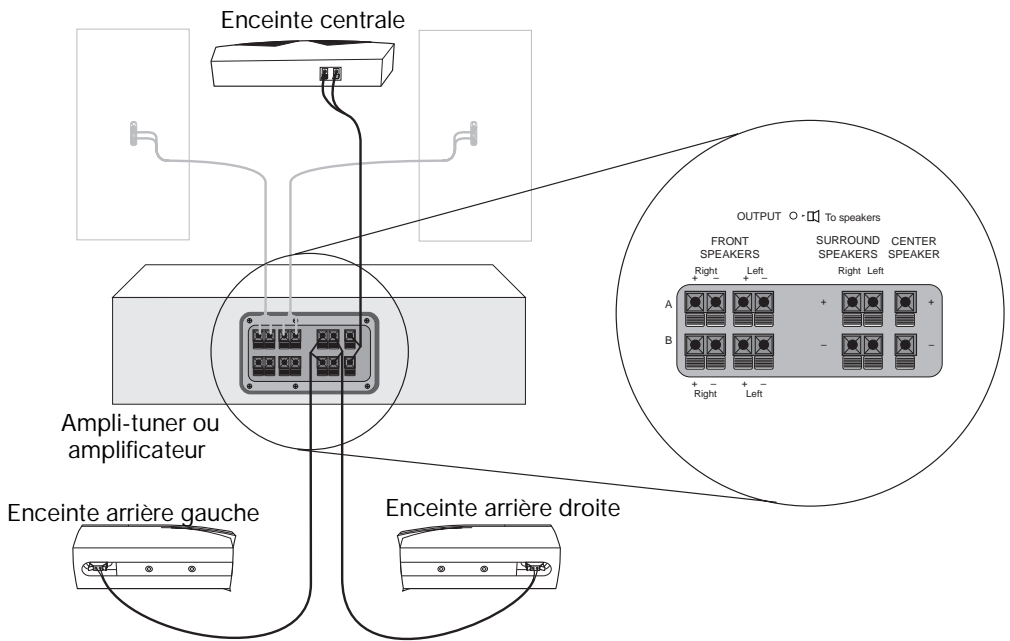 Enceinte centrale
OUTPUT To speakers
FRONT SPEAKERS
SURROUND SPEAKERS
CENTER SPEAKER
Right Left
+ – + –
Right Left
A + +
B – –
+ – + –
Right Left
Ampli-tuner ou
amplificateur
Enceinte arrière gauche
Enceinte arrière droite